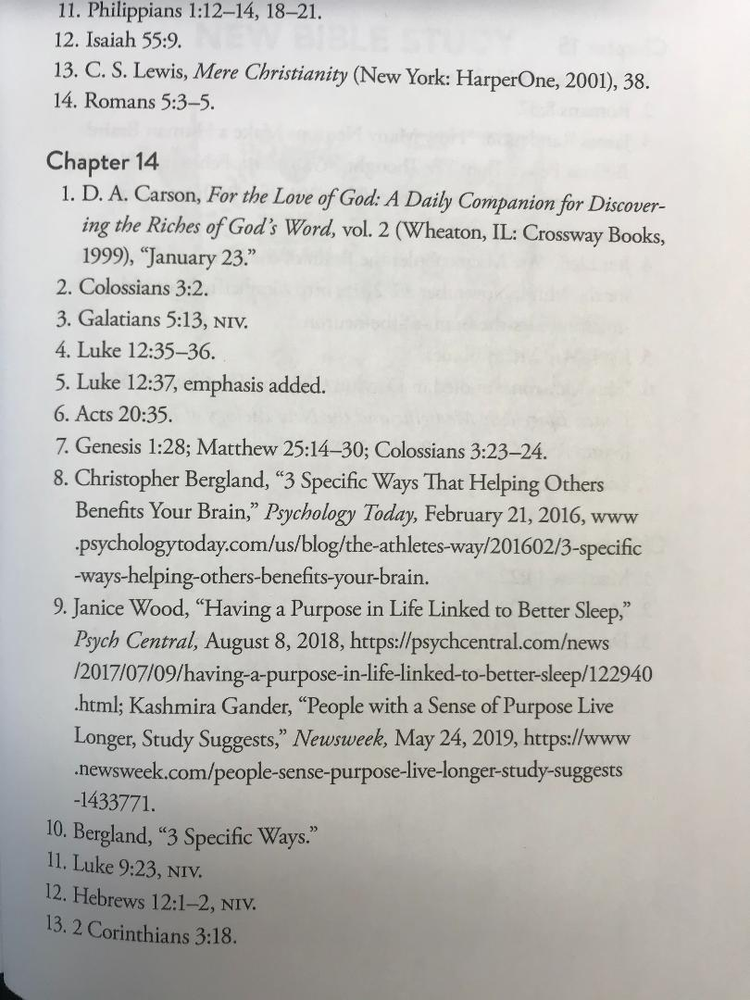 11. Philippians 1:12–14, 18–21.
12. Isaiah 55:9.
13. C. S. Lewis, Mere Christianity (New York: HarperOne, 2001), 38.
14. Romans 5:3–5.
Chapter 14
1. D. A. Carson, For the Love of God: A Daily Companion for Discover-
ing the Riches of God’s Word, vol. 2 (Wheaton, IL: Crossway Books,
1999), “January 23.”
2. Colossians 3:2.
3. Galatians 5:13, NIV.
4. Luke 12:35–36.
5. Luke 12:37, emphasis added.
6. Acts 20:35.
7. Genesis 1:28; Matthew 25:14–30; Colossians 3:23–24.
8. Christopher Bergland, “3 Specific Ways That Helping Others
Benefits Your Brain,” Psychology Today, February 21, 2016, www
.psychologytoday.com/us/blog/the-athletes-way/201602/3-specific
-ways-helping-others-benefits-your-brain.
9. Janice Wood, “Having a Purpose in Life Linked to Better Sleep,”
Psych Central, August 8, 2018, https://psychcentral.com/news
/2017/07/09/having-a-purpose-in-life-linked-to-better-sleep/122940
.html; Kashmira Gander, “People with a Sense of Purpose Live
Longer, Study Suggests,” Newsweek, May 24, 2019, https://www
.newsweek.com/people-sense-purpose-live-longer-study-suggests
-1433771.
10. Bergland, “3 Specific Ways.”
11. Luke 9:23, NIV.
12. Hebrews 12:1–2, NIV.
13. 2 Corinthians 3:18.